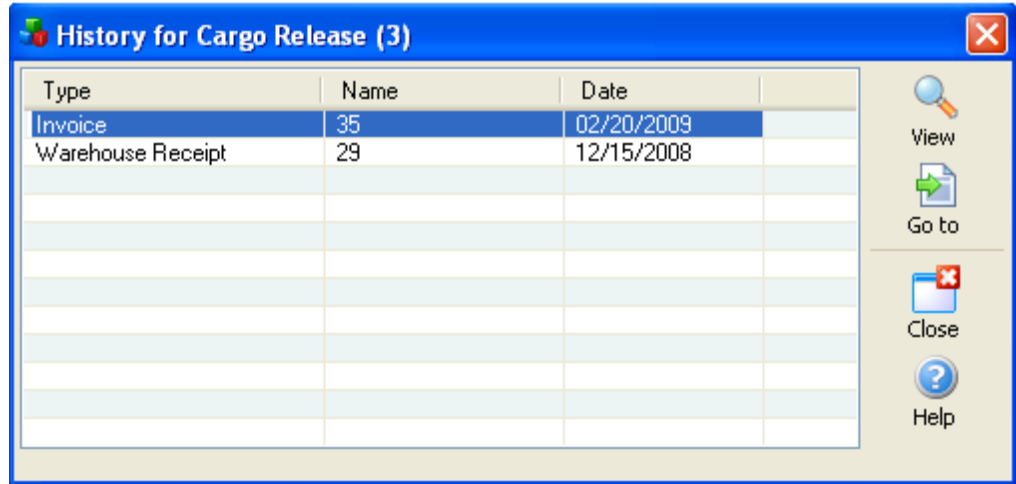 History for Cargo Release (3)
Type Name Date
Invoice 35 02/20/2009
Warehouse Receipt 29 12/15/2008
View
Go to
Close
Help